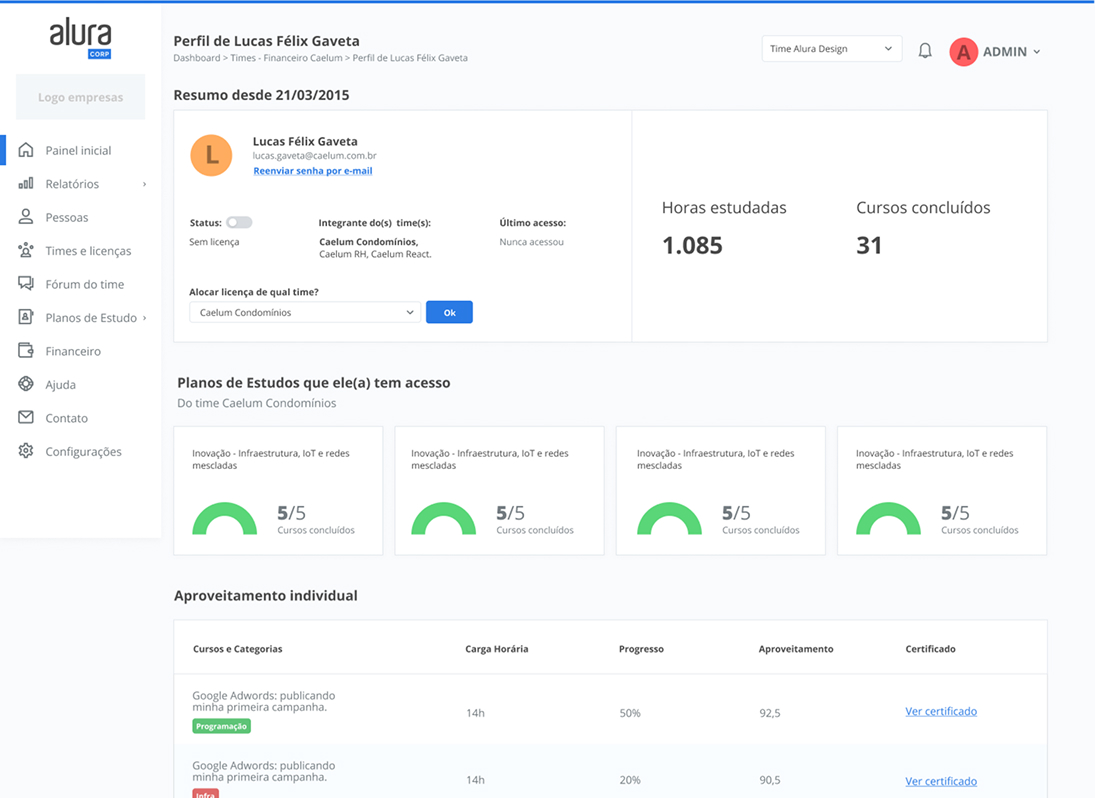 alura
CORP
Logo empresas
Painel inicial
Relatórios
Pessoas
Times e licenças
Fórum do time
Planos de Estudo
Financeiro
Ajuda
Contato
Configurações
Perfil de Lucas Félix Gaveta
Dashboard > Times - Financeiro Caelum > Perfil de Lucas Félix Gaveta
Time Alura Design
A
ADMIN
Resumo desde 21/03/2015
L
Lucas Félix Gaveta
lucas.gaveta@caelum.com.br
Reenviar senha por e-mail
Status:
Sem licença
Integrante do(s) time(s):
Caelum Condomínios,
Caelum RH, Caelum React.
Último acesso:
Nunca acessou
Alocar licença de qual time?
Caelum Condomínios
Ok
Horas estudadas
1.085
Cursos concluídos
31
Planos de Estudos que ele(a) tem acesso
Do time Caelum Condomínios
Inovação - Infraestrutura, IoT e redes
mescladas
5/5
Cursos concluídos
Inovação - Infraestrutura, IoT e redes
mescladas
5/5
Cursos concluídos
Inovação - Infraestrutura, IoT e redes
mescladas
5/5
Cursos concluídos
Inovação - Infraestrutura, IoT e redes
mescladas
5/5
Cursos concluídos
Aproveitamento individual
Cursos e Categorias Carga Horária Progresso Aproveitamento Certificado
Google Adwords: publicando
minha primeira campanha.
Programação
14h 50% 92,5 Ver certificado
Google Adwords: publicando
minha primeira campanha.
Infra
14h 20% 90,5 Ver certificado